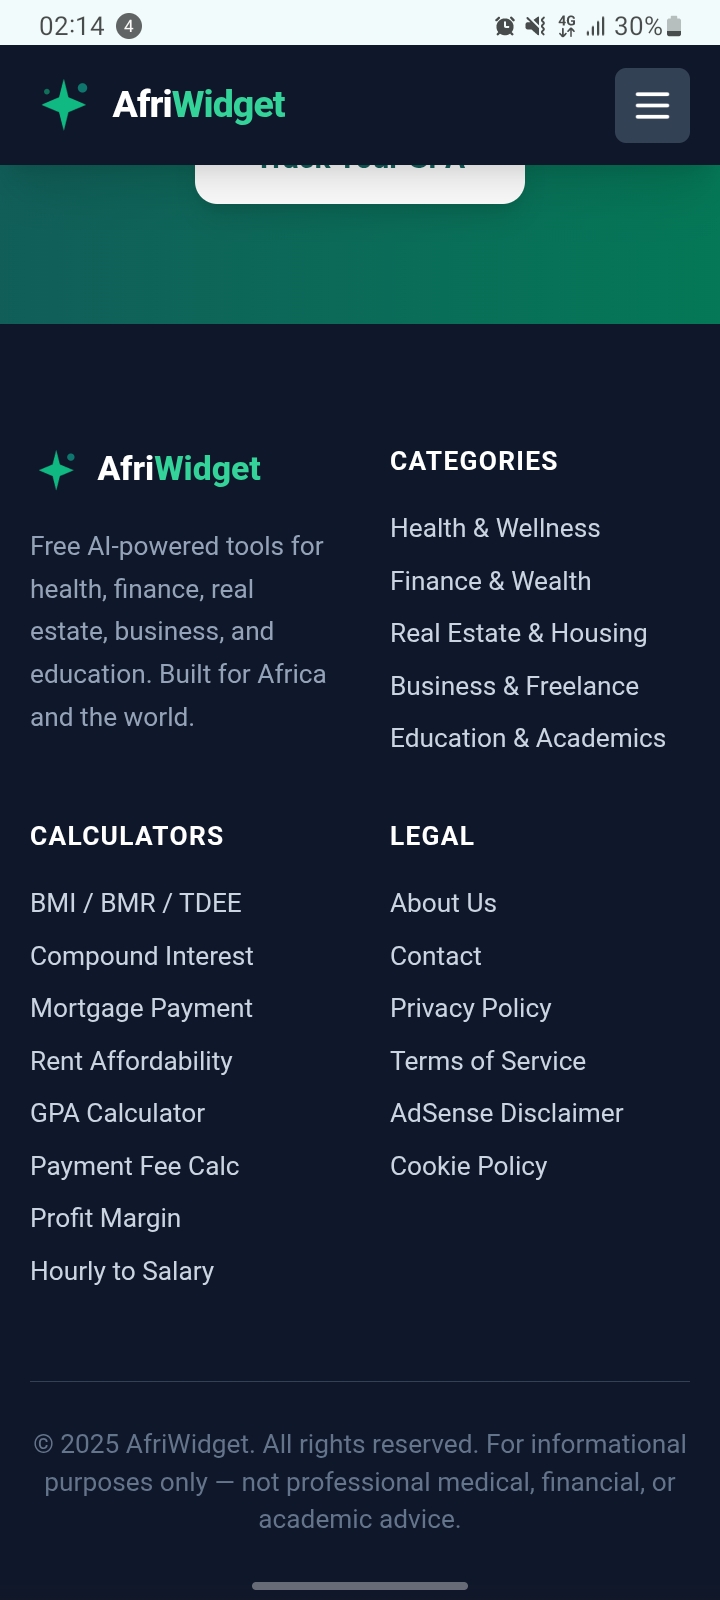 02:14 4 4G 30%
AfriWidget
Track Your GPA
AfriWidget
Free AI-powered tools for
health, finance, real
estate, business, and
education. Built for Africa
and the world.
CATEGORIES
Health & Wellness
Finance & Wealth
Real Estate & Housing
Business & Freelance
Education & Academics
CALCULATORS
BMI / BMR / TDEE
Compound Interest
Mortgage Payment
Rent Affordability
GPA Calculator
Payment Fee Calc
Profit Margin
Hourly to Salary
LEGAL
About Us
Contact
Privacy Policy
Terms of Service
AdSense Disclaimer
Cookie Policy
© 2025 AfriWidget. All rights reserved. For informational
purposes only — not professional medical, financial, or
academic advice.